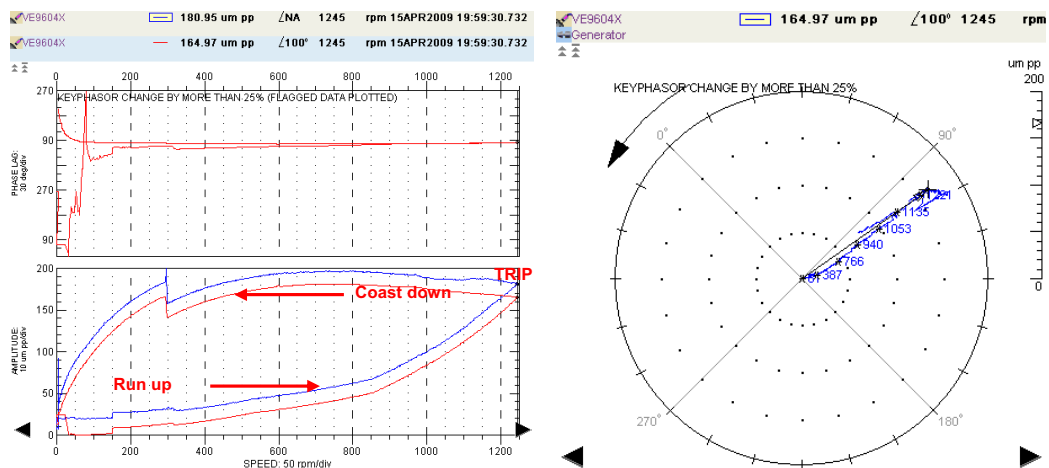 VE9604X 180.95 um pp ∠NA 1245 rpm 15APR2009 19:59:30.732
VE9604X 164.97 um pp ∠100° 1245 rpm 15APR2009 19:59:30.732
0 200 400 600 800 1000 1200
KEYPHASOR CHANGE BY MORE THAN 25% (FLAGGED DATA PLOTTED)
270
90
270
90
PHASE LAG:
30 deg/div
200
150
100
50
0
AMPLITUDE:
10 um pp/div
TRIP
Coast down
Run up
0 200 400 600 800 1000 1200
SPEED: 50 rpm/div
VE9604X 164.97 um pp ∠100° 1245 rpm
Generator
um pp
200
0
KEYPHASOR CHANGE BY MORE THAN 25%
0°
90°
1135
1053
940
766
387
270°
180°